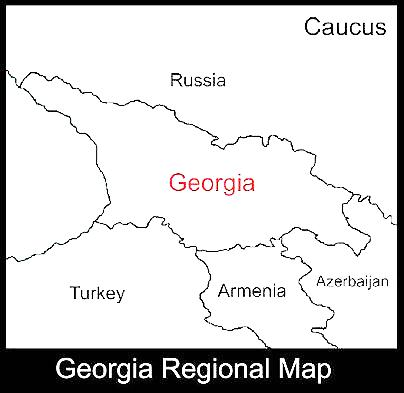 Caucus
Russia
Georgia
Turkey
Armenia
Azerbaijan
Georgia Regional Map